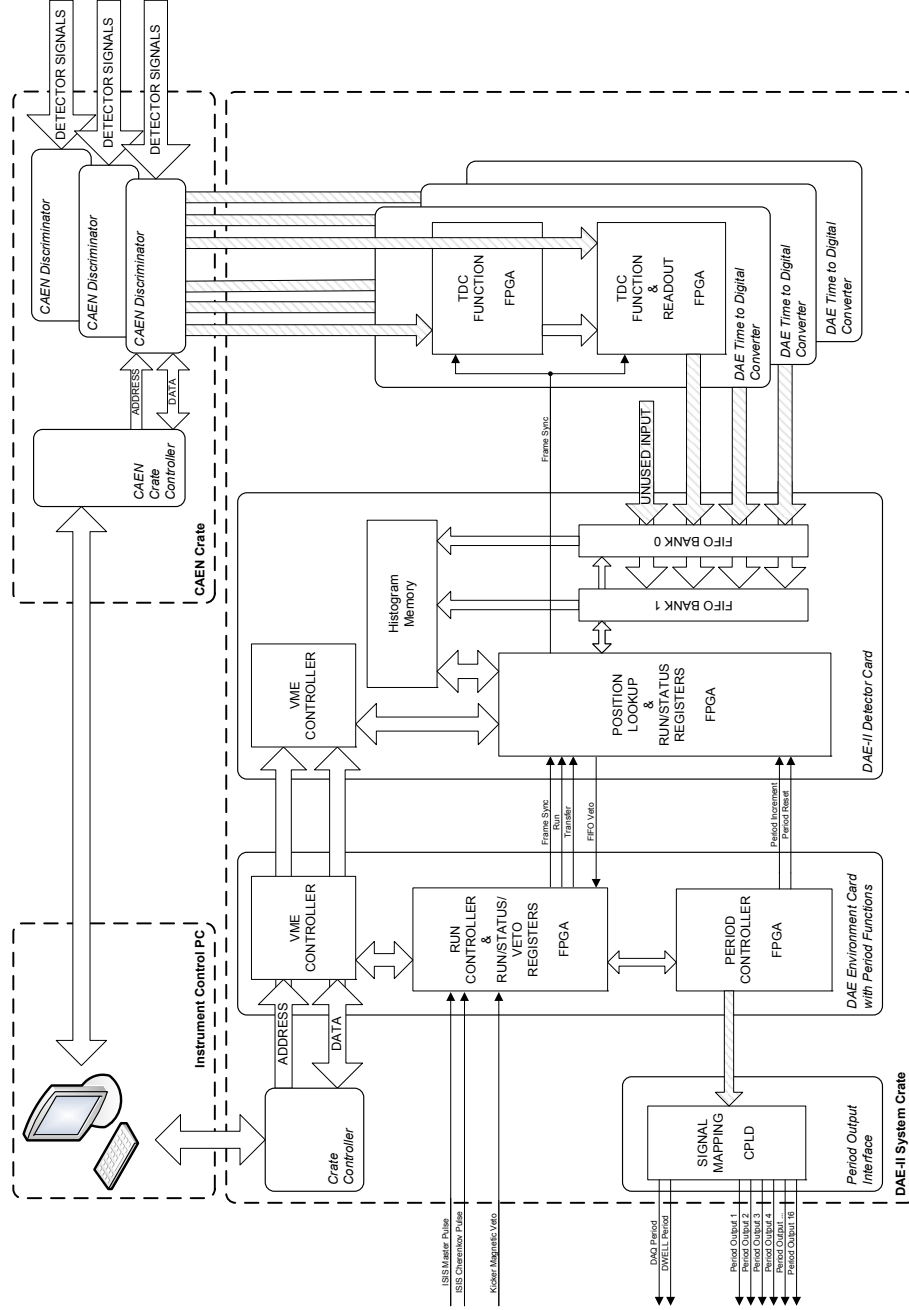 DETECTOR SIGNALS
DETECTOR SIGNALS
DETECTOR SIGNALS
CAEN Discriminator
CAEN Discriminator
CAEN Discriminator
ADDRESS
DATA
CAEN
Crate
Controller
CAEN Crate
Instrument Control PC
TDC
FUNCTION
FPGA
TDC
FUNCTION
&
READOUT
FPGA
DAE Time to Digital
Converter
DAE Time to Digital
Converter
DAE Time to Digital
Converter
Frame Sync
UNUSED INPUT
FIFO BANK 0
FIFO BANK 1
Histogram
Memory
VME
CONTROLLER
POSITION
LOOKUP
&
RUN/STATUS
REGISTERS
FPGA
DAE-II Detector Card
Frame Sync
Run
Transfer
FIFO Veto
Period Increment
Period Reset
VME
CONTROLLER
RUN
CONTROLLER
&
RUN/STATUS/
VETO
REGISTERS
FPGA
PERIOD
CONTROLLER
FPGA
DAE Environment Card
with Period Functions
ADDRESS
DATA
Crate
Controller
SIGNAL
MAPPING
CPLD
Period Output
Interface
DAE-II System Crate
ISIS Master Pulse
ISIS Cherenkov Pulse
Kicker Magnetic Veto
DAQ Period
DWELL Period
Period Output 1
Period Output 2
Period Output 3
Period Output 4
Period Output ...
Period Output 16